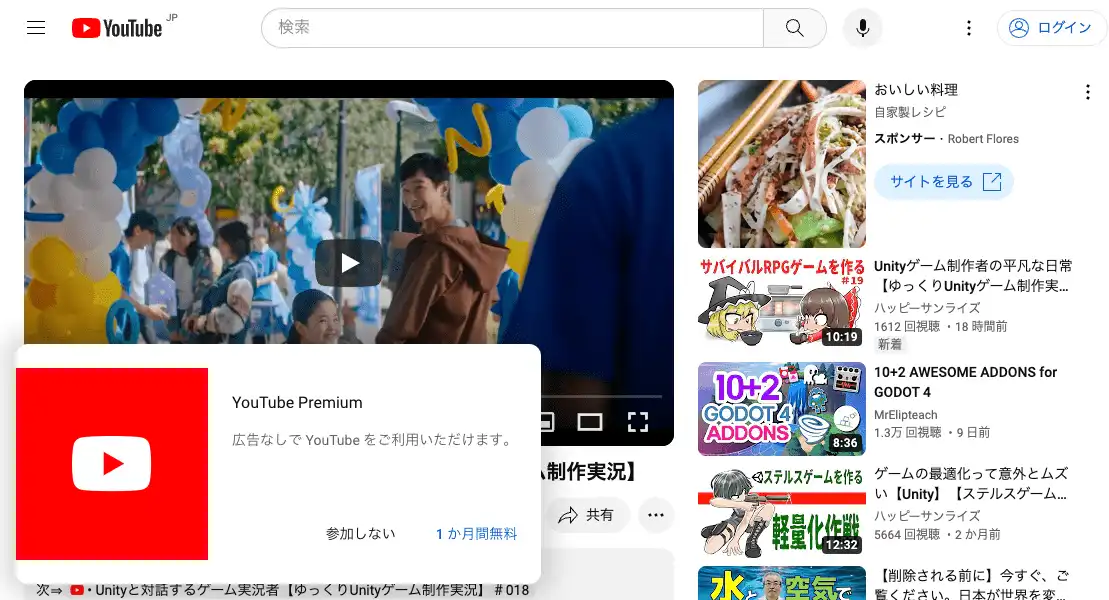 YouTube JP
検索
ログイン
おいしい料理
自家製レシピ
スポンサー・Robert Flores
サイトを見る
サバイバルRPGゲームを作る
#19
10:19
Unityゲーム制作者の平凡な日常
【ゆっくりUnityゲーム制作実…
ハッピーサンライズ
1612 回視聴・18 時間前
新着
10+2
GODOT 4
ADDONS
8:36
10+2 AWESOME ADDONS for
GODOT 4
MrElipteach
1.3万 回視聴・9 日前
ステルスゲームを作る
軽量化作戦
12:32
ゲームの最適化って意外とムズ
い【Unity】【ステルスゲーム…
ハッピーサンライズ
5664 回視聴・2 か月前
水と空気で
【削除される前に】今すぐ、ご
覧ください。日本が世界を変…
ム制作実況】
共有
YouTube Premium
広告なしで YouTube をご利用いただけます。
参加しない
1 か月間無料
次⇒ ・Unityと対話するゲーム実況者【ゆっくりUnityゲーム制作実況】＃018